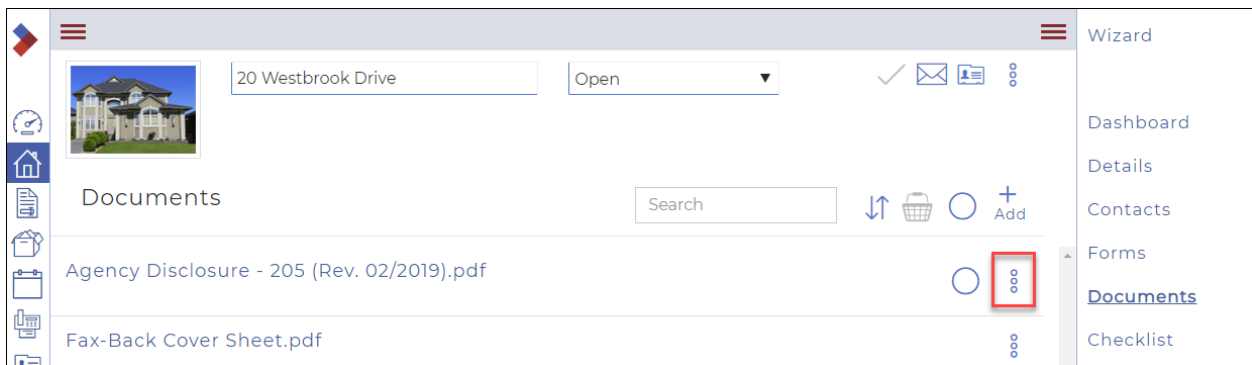 Wizard
20 Westbrook Drive
Open
Dashboard
Details
Documents
Search
Add
Contacts
Forms
Agency Disclosure - 205 (Rev. 02/2019).pdf
Documents
Fax-Back Cover Sheet.pdf
Checklist